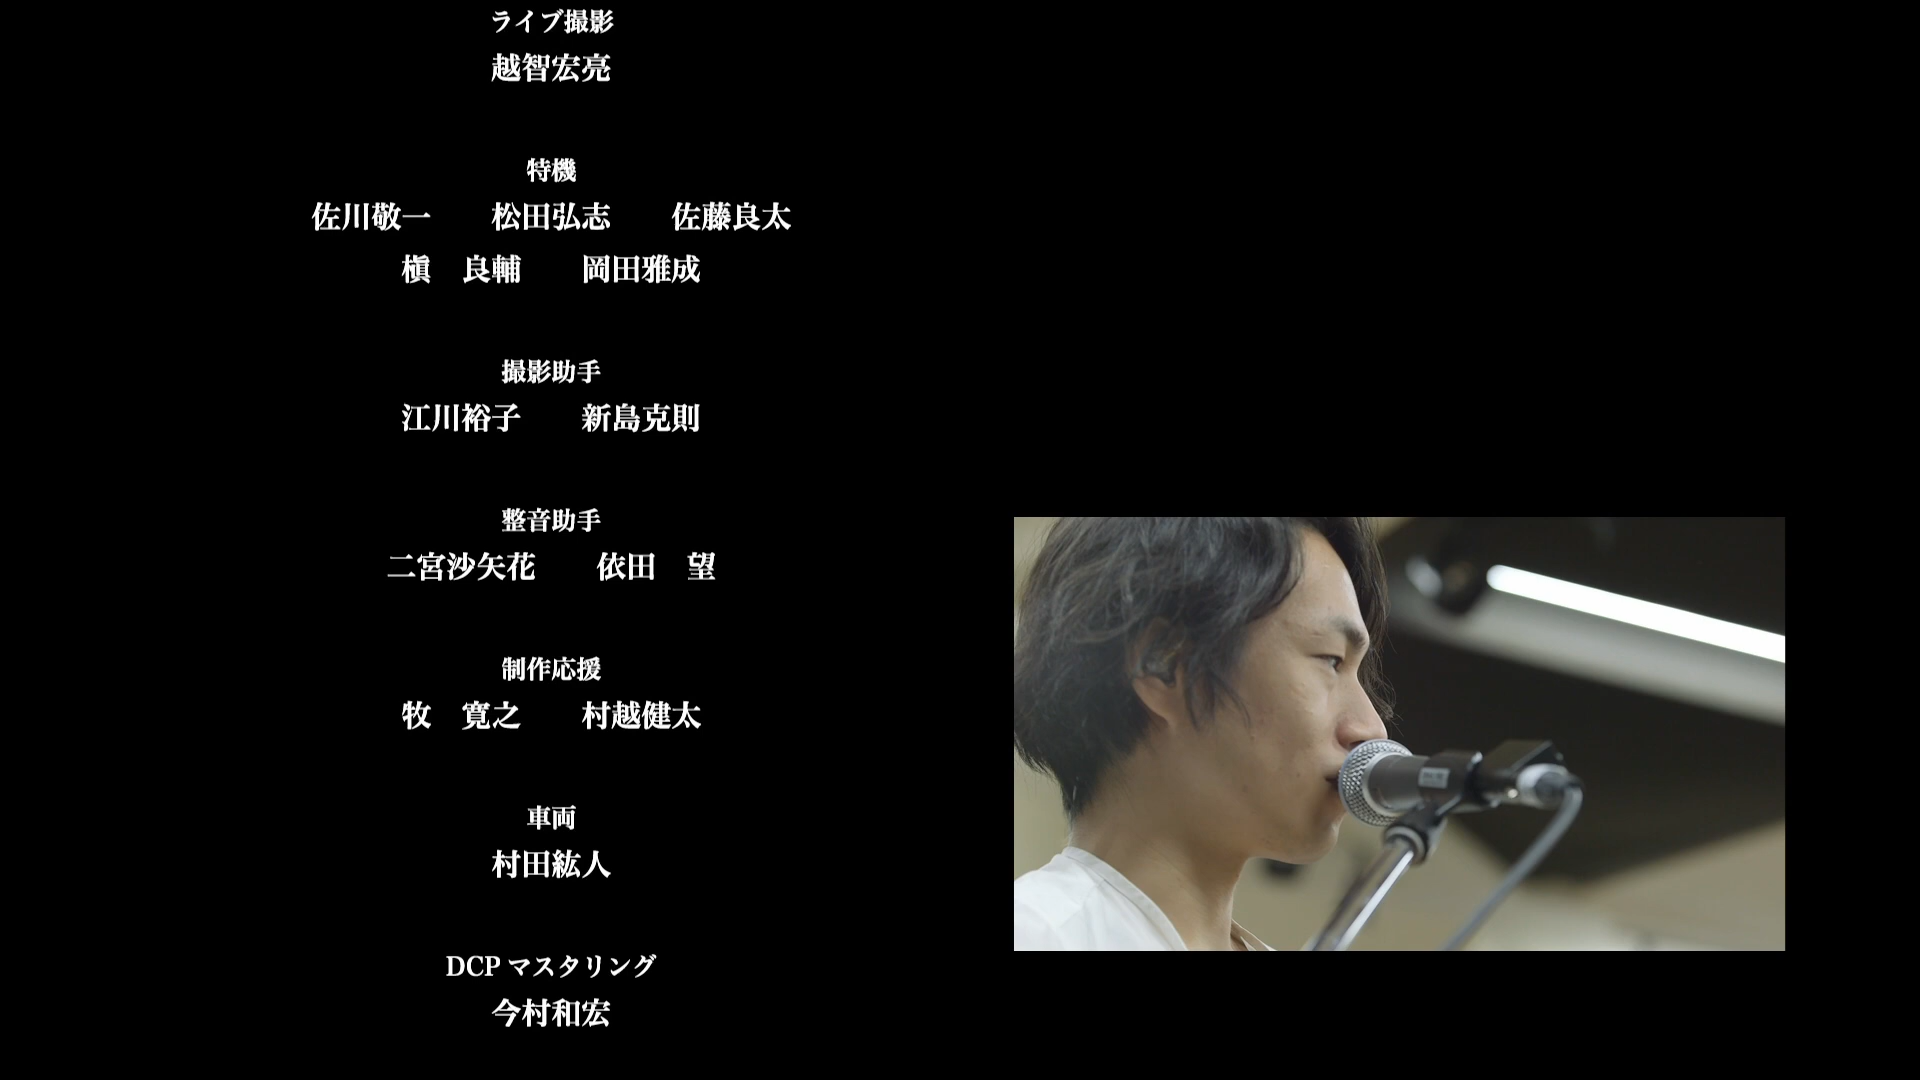 ライブ撮影
越智宏亮
特機
佐川敬一　　松田弘志　　佐藤良太
槇　良輔　　岡田雅成
撮影助手
江川裕子　　新島克則
整音助手
二宮沙矢花　　依田　望
制作応援
牧　寛之　　村越健太
車両
村田紘人
DCP マスタリング
今村和宏